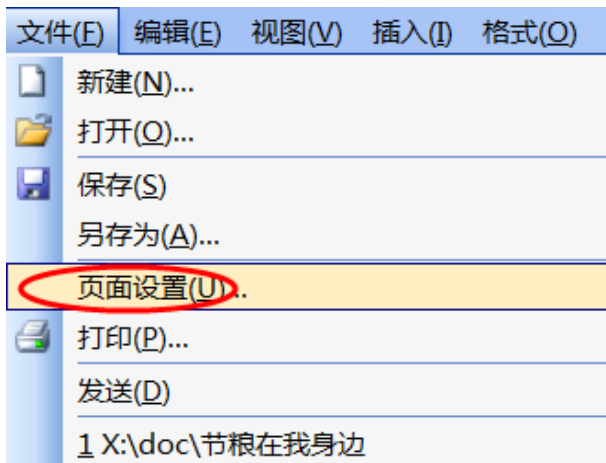 文件(F) 编辑(E) 视图(V) 插入(I) 格式(O)
新建(N)...
打开(O)...
保存(S)
另存为(A)...
页面设置(U)...
打印(P)...
发送(D)
1 X:\doc\节粮在我身边